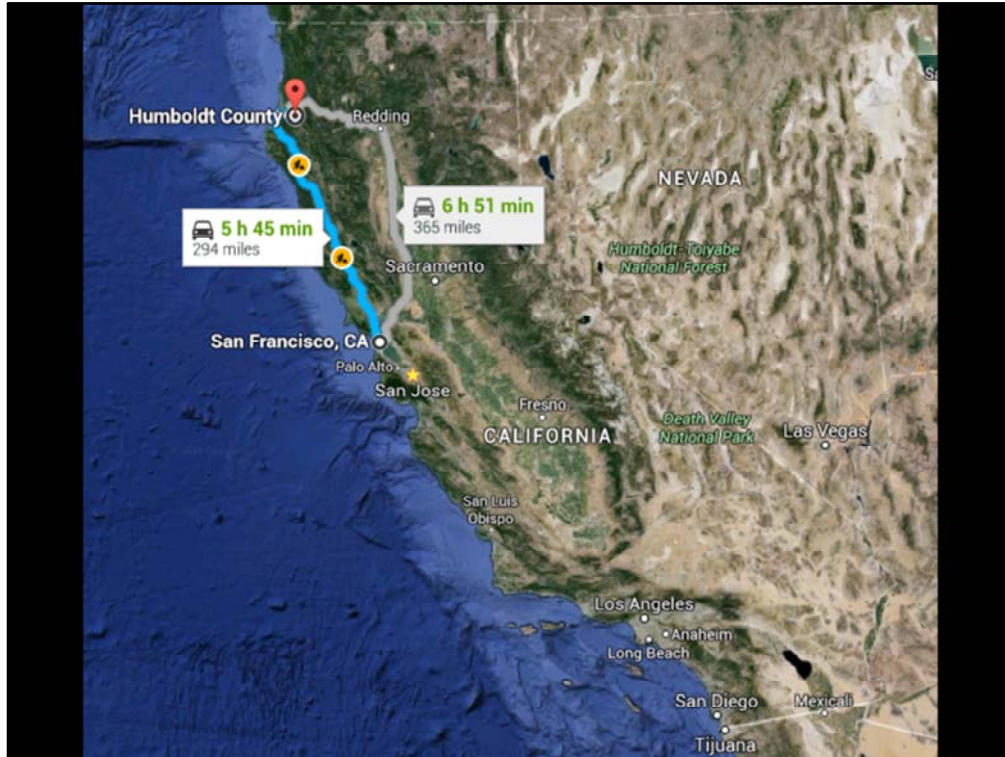 Humboldt County
Redding
NEVADA
6 h 51 min
365 miles
5 h 45 min
294 miles
Humboldt-Toiyabe
National Forest
Sacramento
San Francisco, CA
Palo Alto
San Jose
Fresno
CALIFORNIA
Death Valley
National Park
Las Vegas
San Luis
Obispo
Los Angeles
Anaheim
Long Beach
San Diego
Mexicali
Tijuana